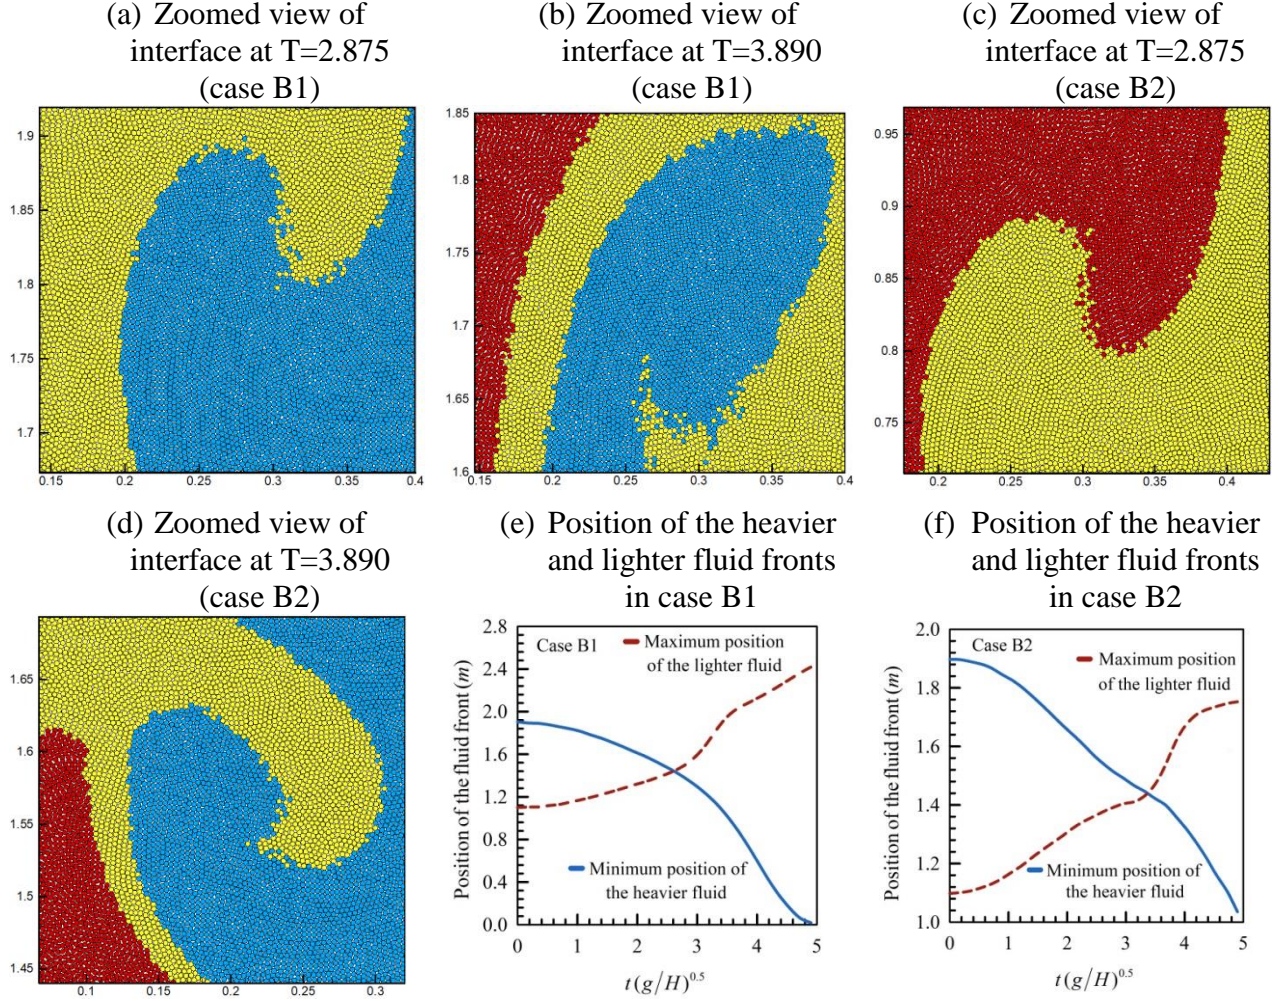 (a) Zoomed view of
interface at T=2.875
(case B1)
(b) Zoomed view of
interface at T=3.890
(case B1)
(c) Zoomed view of
interface at T=2.875
(case B2)
1.9
1.85
1.8
1.75
1.7
0.15 0.2 0.25 0.3 0.35 0.4
1.85
1.8
1.75
1.7
1.65
1.6
0.15 0.2 0.25 0.3 0.35 0.4
0.95
0.9
0.85
0.8
0.75
0.2 0.25 0.3 0.35 0.4
(d) Zoomed view of
interface at T=3.890
(case B2)
(e) Position of the heavier
and lighter fluid fronts
in case B1
(f) Position of the heavier
and lighter fluid fronts
in case B2
1.65
1.6
1.55
1.5
1.45
0.1 0.15 0.2 0.25 0.3
Position of the fluid front (m)
2.8
2.4
2.0
1.6
1.2
0.8
0.4
0.0
Case B1
Maximum position
of the lighter fluid
Minimum position of
the heavier fluid
0 1 2 3 4 5
t(g/H)^0.5
Position of the fluid front (m)
2.0
1.8
1.6
1.4
1.2
1.0
Case B2
Maximum position
of the lighter fluid
Minimum position of
the heavier fluid
0 1 2 3 4 5
t(g/H)^0.5